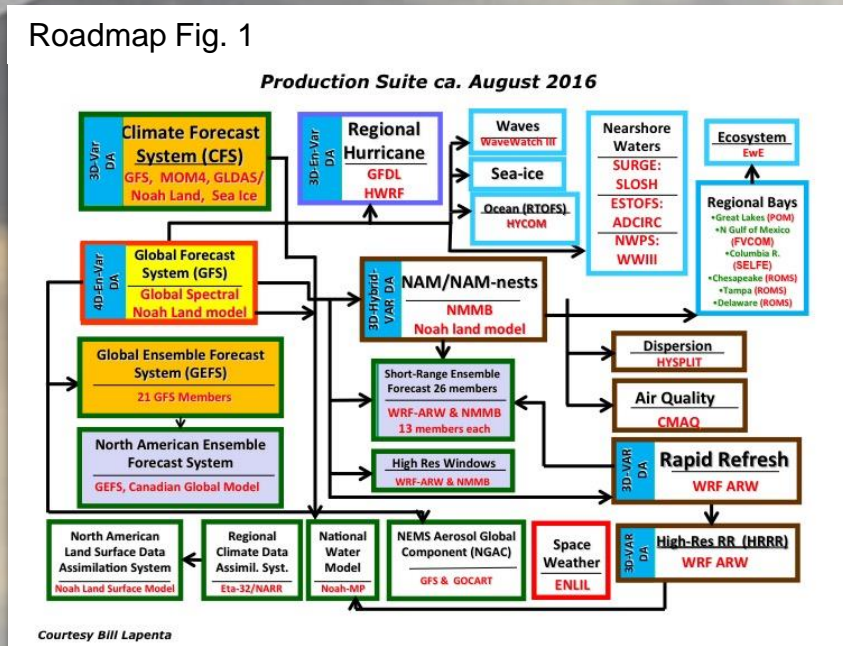 Roadmap Fig. 1
Production Suite ca. August 2016
3D-Var
DA
Climate Forecast
System (CFS)
GFS, MOM4, GLDAS/
Noah Land, Sea Ice
3D-En-Var
DA
Regional
Hurricane
GFDL
HWRF
Waves
WaveWatch III
Sea-ice
Ocean (RTOFS)
HYCOM
Nearshore
Waters
SURGE:
SLOSH
ESTOFS:
ADCIRC
NWPS:
WWIII
Ecosystem
EwE
Regional Bays
•Great Lakes (POM)
•N Gulf of Mexico
(FVCOM)
•Columbia R.
(SELFE)
•Chesapeake (ROMS)
•Tampa (ROMS)
•Delaware (ROMS)
4D-En-Var
DA
Global Forecast
System (GFS)
Global Spectral
Noah Land model
3D-Hybrid-
VAR DA
NAM/NAM-nests
NMMB
Noah land model
Global Ensemble Forecast
System (GEFS)
21 GFS Members
Short-Range Ensemble
Forecast 26 members
WRF-ARW & NMMB
13 members each
Dispersion
HYSPLIT
Air Quality
CMAQ
North American Ensemble
Forecast System
GEFS, Canadian Global Model
High Res Windows
WRF-ARW & NMMB
3D-VAR
DA
Rapid Refresh
WRF ARW
North American
Land Surface Data
Assimilation System
Noah Land Surface Model
Regional
Climate Data
Assimil. Syst.
Eta-32/NARR
National
Water
Model
Noah-MP
NEMS Aerosol Global
Component (NGAC)
GFS & GOCART
Space
Weather
ENLIL
3D-VAR
DA
High-Res RR (HRRR)
WRF ARW
Courtesy Bill Lapenta